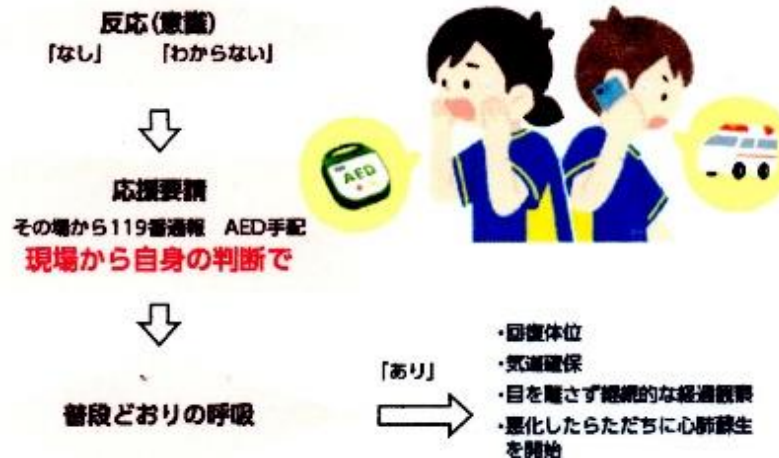 反応(意識)
「なし」 「わからない」
応援要請
その場から119番通報 AED手配
現場から自身の判断で
AED
普段どおりの呼吸
「あり」
・回復体位
・気道確保
・目を離さず継続的な経過観察
・悪化したらただちに心肺蘇生
を開始